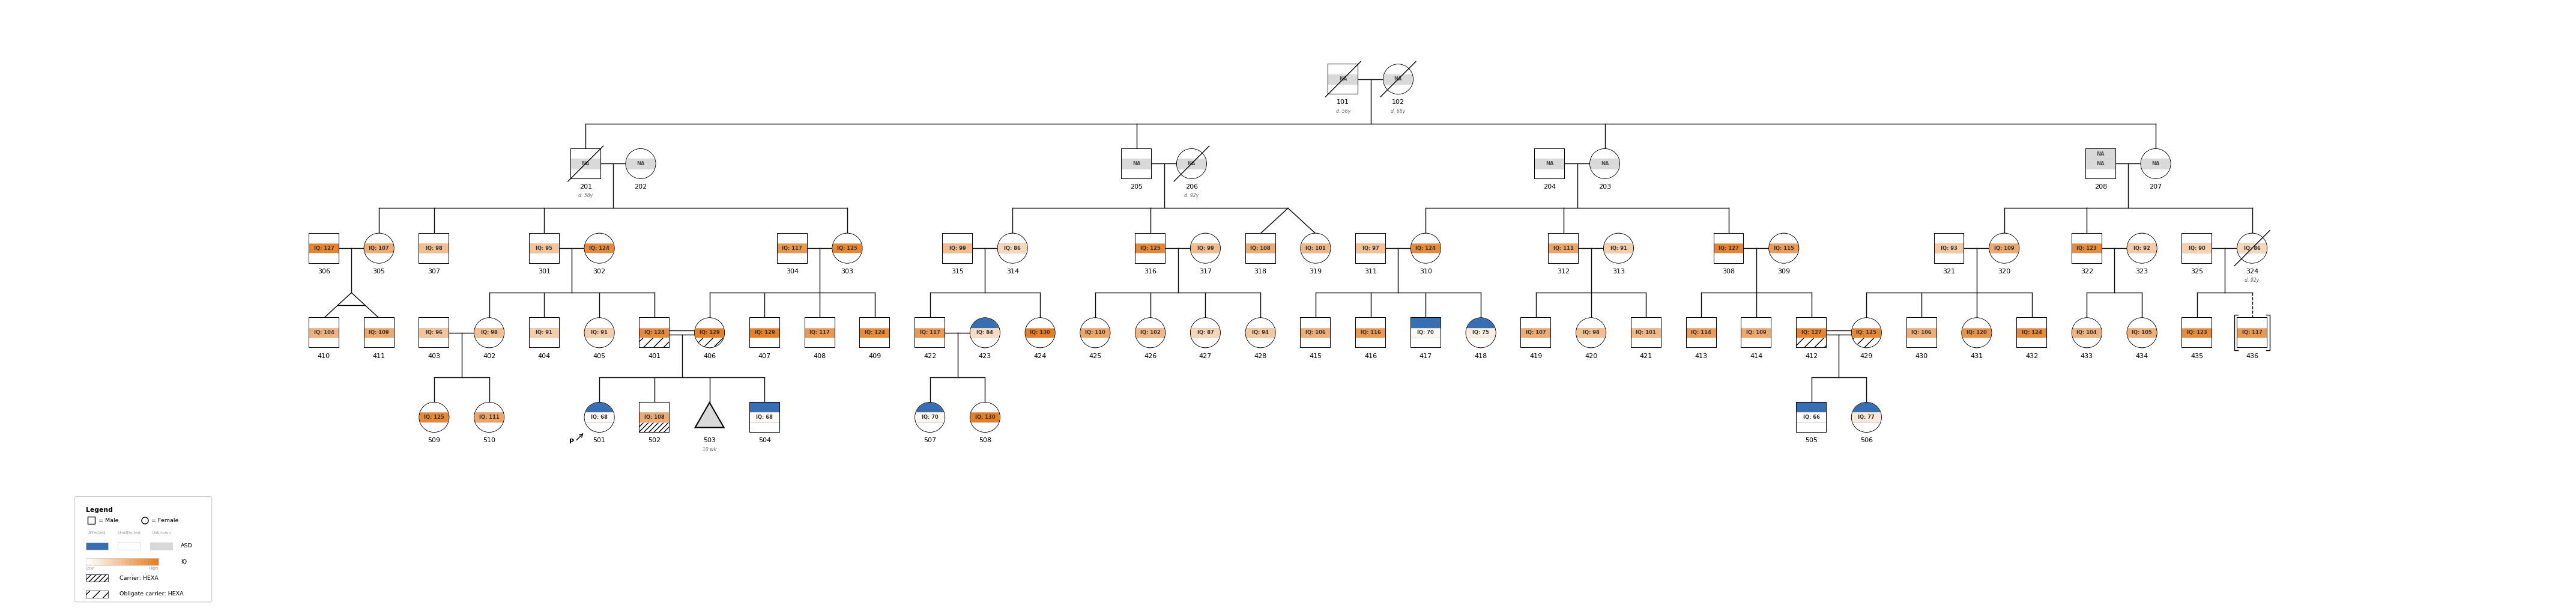 NA NA
101 102
d. 56y d. 68y
NA
NA NA NA NA NA NA NA NA
201 202 205 206 204 203 208 207
d. 58y d. 92y
IQ: 127 IQ: 107 IQ: 98 IQ: 95 IQ: 124 IQ: 117 IQ: 125 IQ: 99 IQ: 86 IQ: 125 IQ: 99 IQ: 108 IQ: 101 IQ: 97 IQ: 124 IQ: 111 IQ: 91 IQ: 127 IQ: 115 IQ: 93 IQ: 109 IQ: 123 IQ: 92 IQ: 90 IQ: 86
306 305 307 301 302 304 303 315 314 316 317 318 319 311 310 312 313 308 309 321 320 322 323 325 324
d. 92y
IQ: 104 IQ: 109 IQ: 96 IQ: 98 IQ: 91 IQ: 91 IQ: 124 IQ: 129 IQ: 129 IQ: 117 IQ: 124 IQ: 117 IQ: 84 IQ: 130 IQ: 110 IQ: 102 IQ: 87 IQ: 94 IQ: 106 IQ: 116 IQ: 70 IQ: 75 IQ: 107 IQ: 98 IQ: 101 IQ: 114 IQ: 109 IQ: 127 IQ: 125 IQ: 106 IQ: 120 IQ: 124 IQ: 104 IQ: 105 IQ: 123 IQ: 117
410 411 403 402 404 405 401 406 407 408 409 422 423 424 425 426 427 428 415 416 417 418 419 420 421 413 414 412 429 430 431 432 433 434 435 436
IQ: 125 IQ: 111 IQ: 68 IQ: 108 IQ: 68 IQ: 70 IQ: 130 IQ: 66 IQ: 77
509 510 P 501 502 503 504 507 508 505 506
10 wk
Legend
= Male = Female
Affected Unaffected Unknown
ASD
IQ
Low High
Carrier: HEXA
Obligate carrier: HEXA